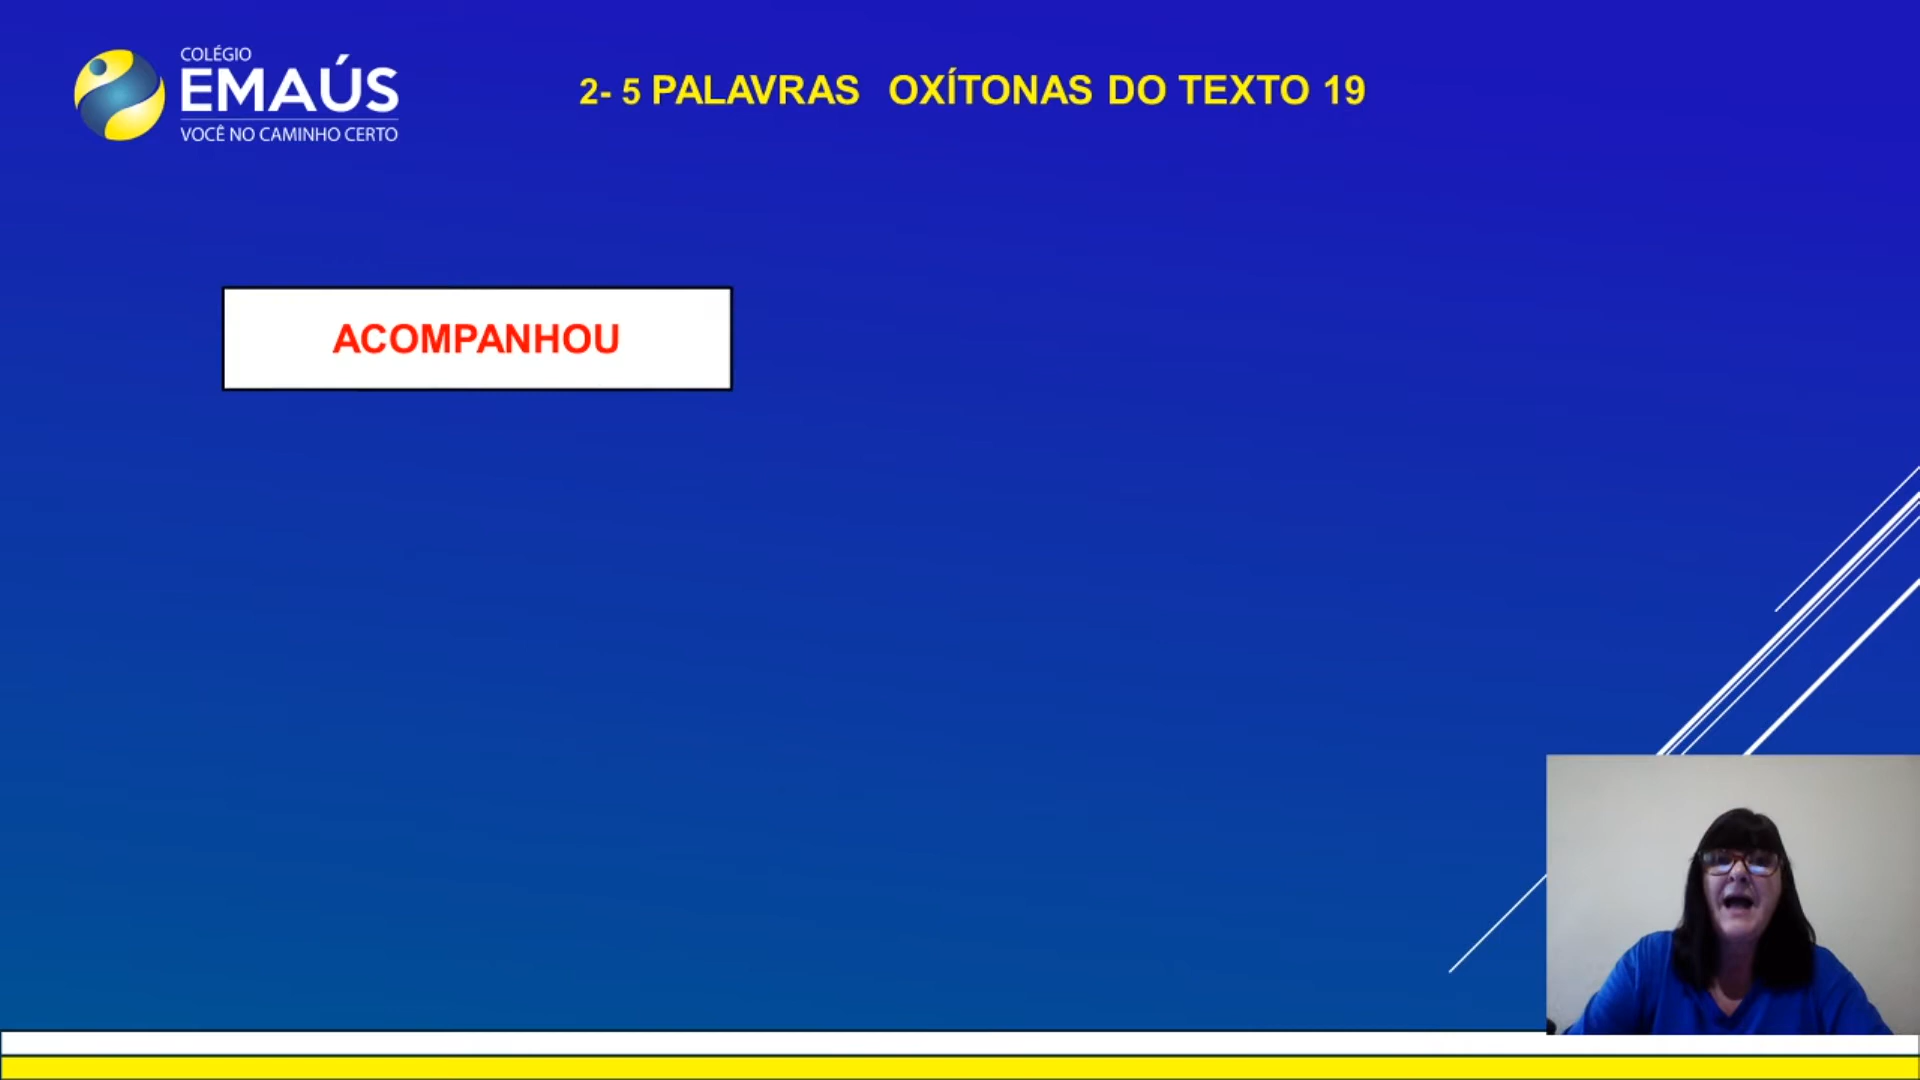 COLÉGIO
EMAÚS
VOCÊ NO CAMINHO CERTO
2- 5 PALAVRAS OXÍTONAS DO TEXTO 19
ACOMPANHOU